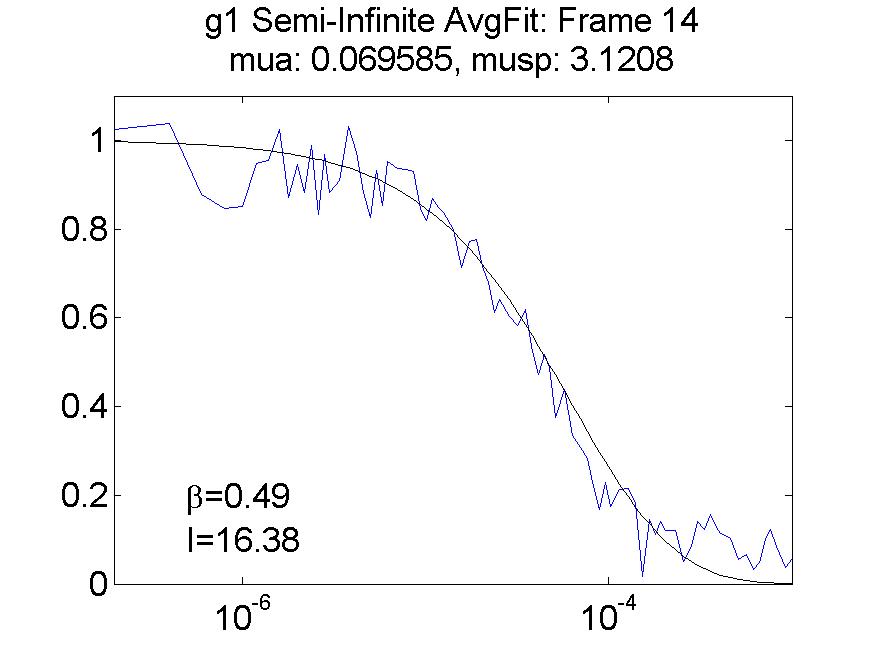 g1 Semi-Infinite AvgFit: Frame 14
mua: 0.069585, musp: 3.1208
1
0.8
0.6
0.4
0.2
0
β=0.49
I=16.38
10^-6
10^-4